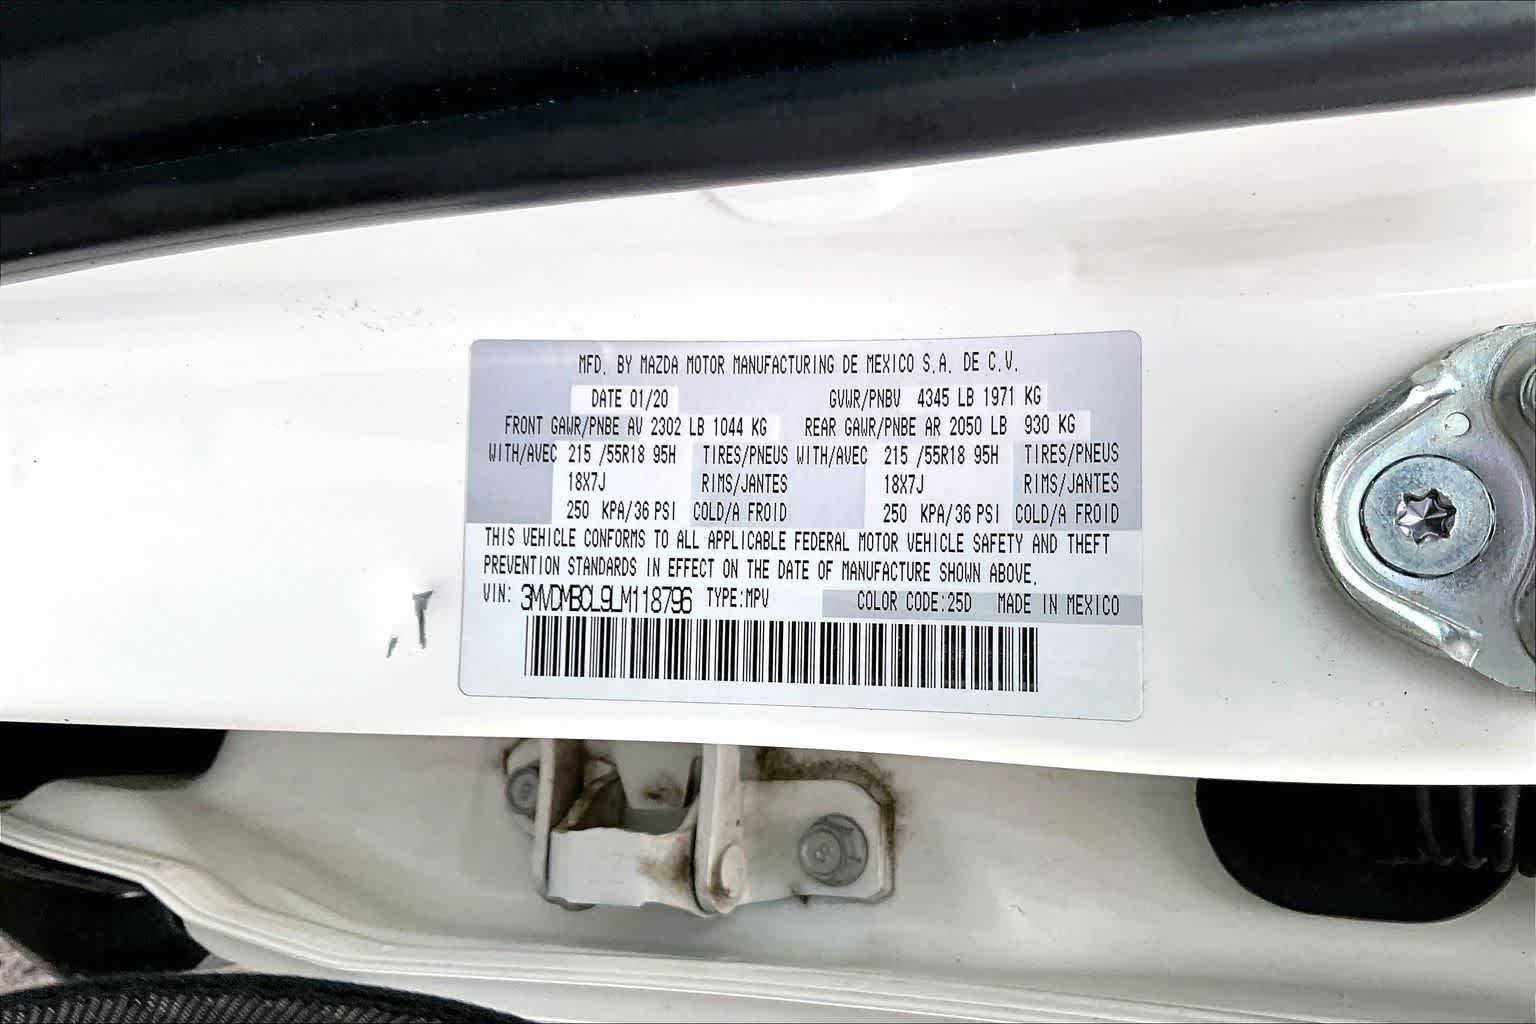 MFD. BY MAZDA MOTOR MANUFACTURING DE MEXICO S.A. DE C.V.
DATE 01/20 GVWR/PNBV 4345 LB 1971 KG
FRONT GAWR/PNBE AV 2302 LB 1044 KG REAR GAWR/PNBE AR 2050 LB 930 KG
WITH/AVEC 215 /55R18 95H TIRES/PNEUS WITH/AVEC 215 /55R18 95H TIRES/PNEUS
18X7J RIMS/JANTES 18X7J RIMS/JANTES
250 KPA/36 PSI COLD/A FROID 250 KPA/36 PSI COLD/A FROID
THIS VEHICLE CONFORMS TO ALL APPLICABLE FEDERAL MOTOR VEHICLE SAFETY AND THEFT
PREVENTION STANDARDS IN EFFECT ON THE DATE OF MANUFACTURE SHOWN ABOVE.
VIN: 3MVDMBCL9LM118796 TYPE:MPV COLOR CODE:25D MADE IN MEXICO